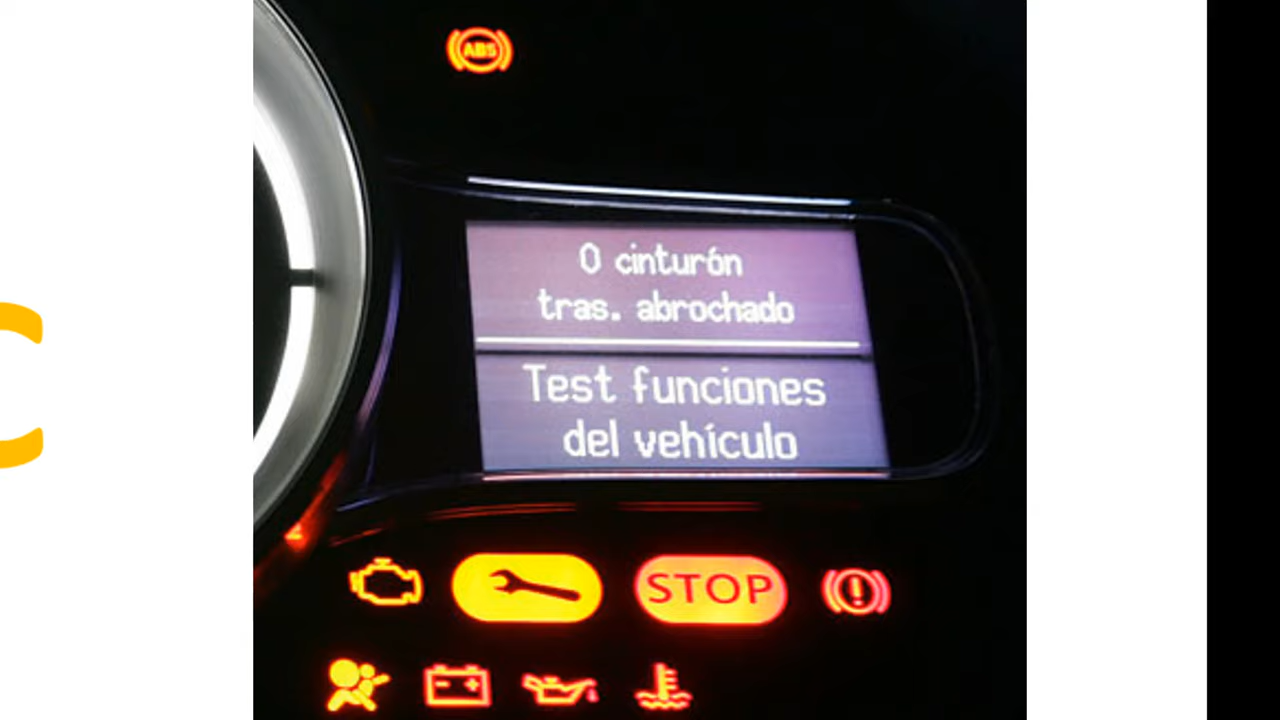 ABS
0 cinturón
tras. abrochado
Test funciones
del vehículo
STOP